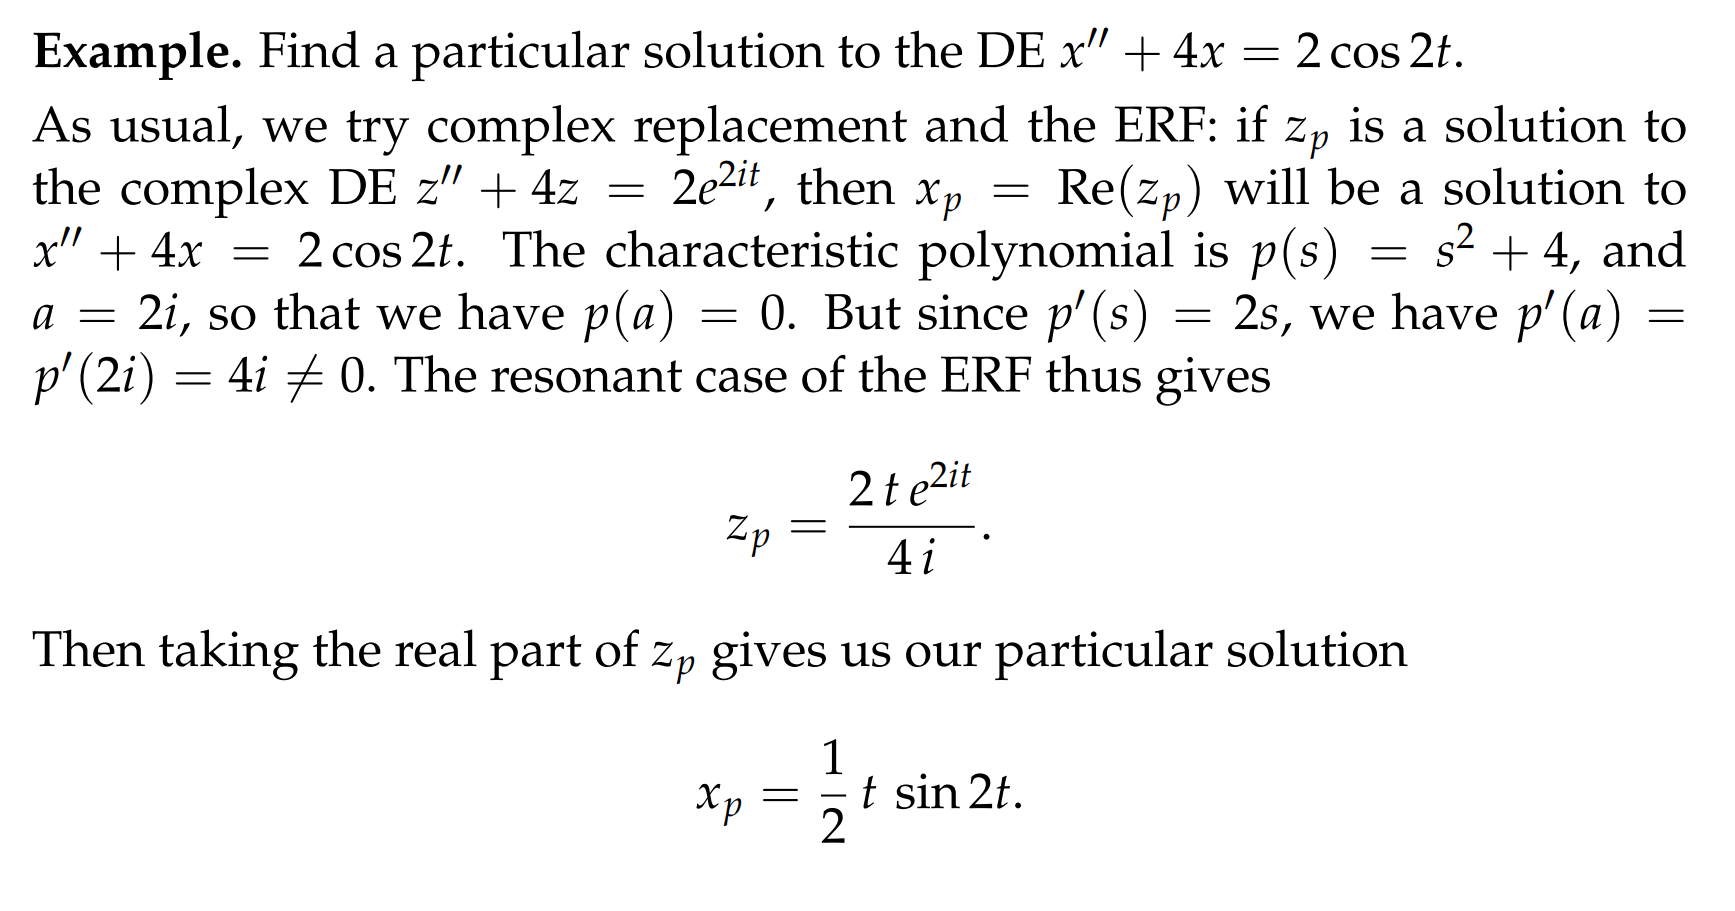 Example. Find a particular solution to the DE x″ + 4x = 2 cos 2t.
As usual, we try complex replacement and the ERF: if z_p is a solution to
the complex DE z″ + 4z = 2e^{2it}, then x_p = Re(z_p) will be a solution to
x″ + 4x = 2 cos 2t. The characteristic polynomial is p(s) = s² + 4, and
a = 2i, so that we have p(a) = 0. But since p′(s) = 2s, we have p′(a) =
p′(2i) = 4i ≠ 0. The resonant case of the ERF thus gives
z_p = \frac{2 t e^{2it}}{4 i}.
Then taking the real part of z_p gives us our particular solution
x_p = \frac{1}{2} t sin 2t.